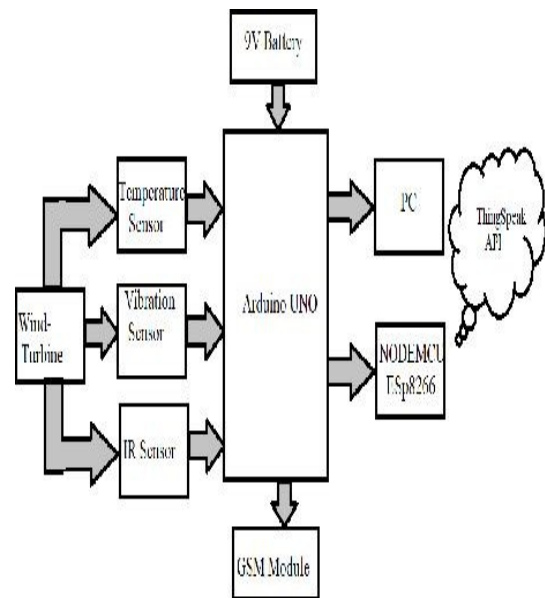 9V Battery
Temperature
Sensor
PC
ThingSpeak
API
Wind-
Turbine
Vibration
Sensor
Arduino UNO
NODEMCU
ESp8266
IR Sensor
GSM Module